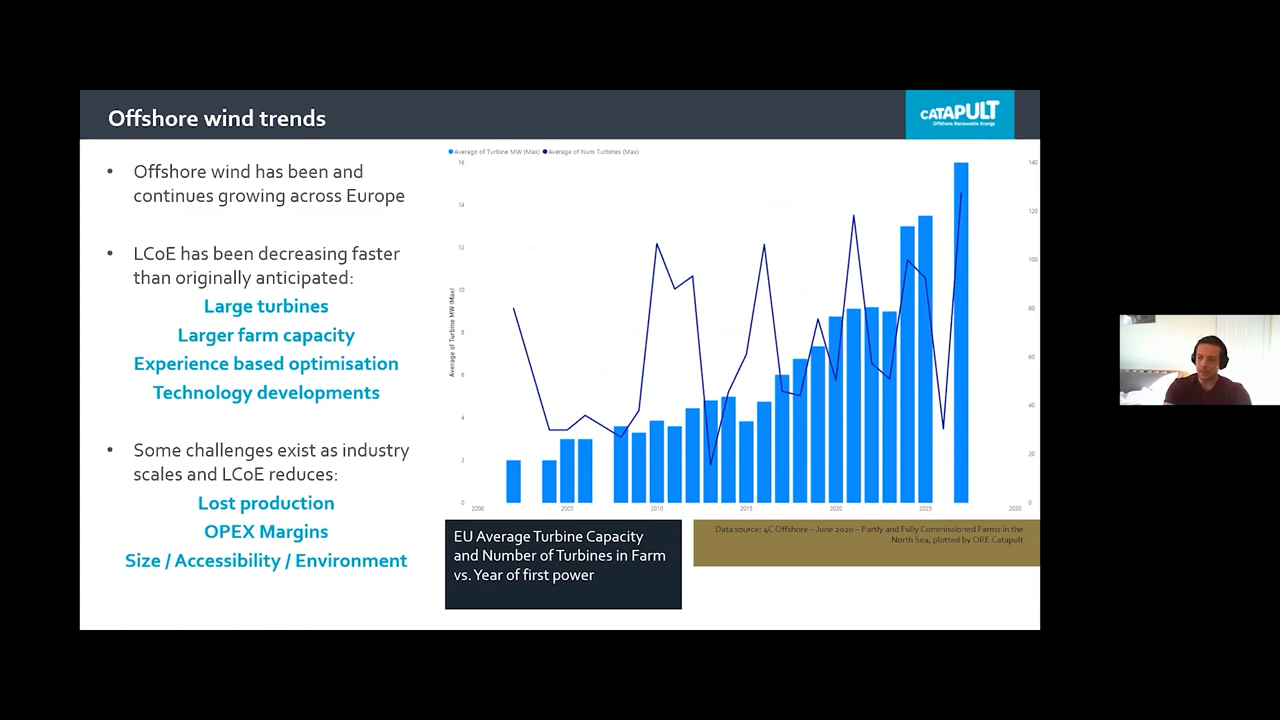 Offshore wind trends
CATAPULT
Offshore Renewable Energy
• Offshore wind has been and
continues growing across Europe
• LCoE has been decreasing faster
than originally anticipated:
Large turbines
Larger farm capacity
Experience based optimisation
Technology developments
• Some challenges exist as industry
scales and LCoE reduces:
Lost production
OPEX Margins
Size / Accessibility / Environment
Average of Turbine MW (Max) Average of Num Turbines (Max)
Average of Turbine MW (Max)
16
14
12
10
8
6
4
2
0
140
120
100
80
60
40
20
0
2000 2005 2010 2015 2020 2025 2030
EU Average Turbine Capacity
and Number of Turbines in Farm
vs. Year of first power
Data source: 4C Offshore – June 2020 – Partly and Fully Commissioned Farms in the
North Sea, plotted by ORE Catapult